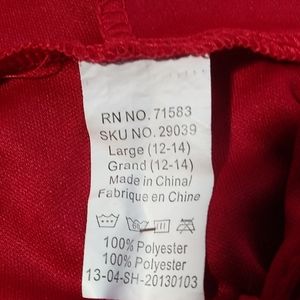 RN NO. 71583
SKU NO. 29039
Large (12-14)
Grand (12-14)
Made in China/
Fabrique en Chine
100% Polyester
100% Polyester
13-04-SH-20130103